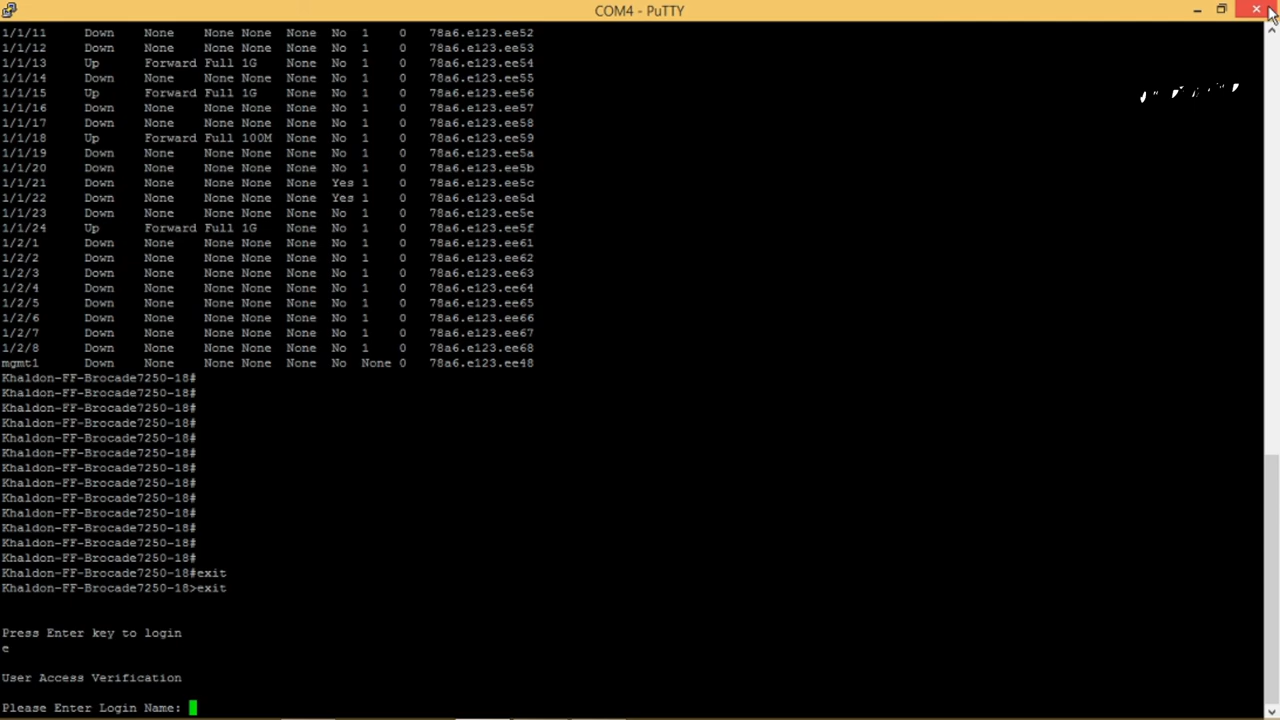 COM4 - PuTTY
1/1/11 Down None None None None No 1 0 78a6.e123.ee52
1/1/12 Down None None None None No 1 0 78a6.e123.ee53
1/1/13 Up Forward Full 1G None No 1 0 78a6.e123.ee54
1/1/14 Down None None None None No 1 0 78a6.e123.ee55
1/1/15 Up Forward Full 1G None No 1 0 78a6.e123.ee56
1/1/16 Down None None None None No 1 0 78a6.e123.ee57
1/1/17 Down None None None None No 1 0 78a6.e123.ee58
1/1/18 Up Forward Full 100M None No 1 0 78a6.e123.ee59
1/1/19 Down None None None None No 1 0 78a6.e123.ee5a
1/1/20 Down None None None None No 1 0 78a6.e123.ee5b
1/1/21 Down None None None None Yes 1 0 78a6.e123.ee5c
1/1/22 Down None None None None Yes 1 0 78a6.e123.ee5d
1/1/23 Down None None None None No 1 0 78a6.e123.ee5e
1/1/24 Up Forward Full 1G None No 1 0 78a6.e123.ee5f
1/2/1 Down None None None None No 1 0 78a6.e123.ee61
1/2/2 Down None None None None No 1 0 78a6.e123.ee62
1/2/3 Down None None None None No 1 0 78a6.e123.ee63
1/2/4 Down None None None None No 1 0 78a6.e123.ee64
1/2/5 Down None None None None No 1 0 78a6.e123.ee65
1/2/6 Down None None None None No 1 0 78a6.e123.ee66
1/2/7 Down None None None None No 1 0 78a6.e123.ee67
1/2/8 Down None None None None No 1 0 78a6.e123.ee68
mgmt1 Down None None None None No None 0 78a6.e123.ee48
Khaldon-FF-Brocade7250-18#
Khaldon-FF-Brocade7250-18#
Khaldon-FF-Brocade7250-18#
Khaldon-FF-Brocade7250-18#
Khaldon-FF-Brocade7250-18#
Khaldon-FF-Brocade7250-18#
Khaldon-FF-Brocade7250-18#
Khaldon-FF-Brocade7250-18#
Khaldon-FF-Brocade7250-18#
Khaldon-FF-Brocade7250-18#
Khaldon-FF-Brocade7250-18#
Khaldon-FF-Brocade7250-18#
Khaldon-FF-Brocade7250-18#
Khaldon-FF-Brocade7250-18#exit
Khaldon-FF-Brocade7250-18>exit
Press Enter key to login
e
User Access Verification
Please Enter Login Name: